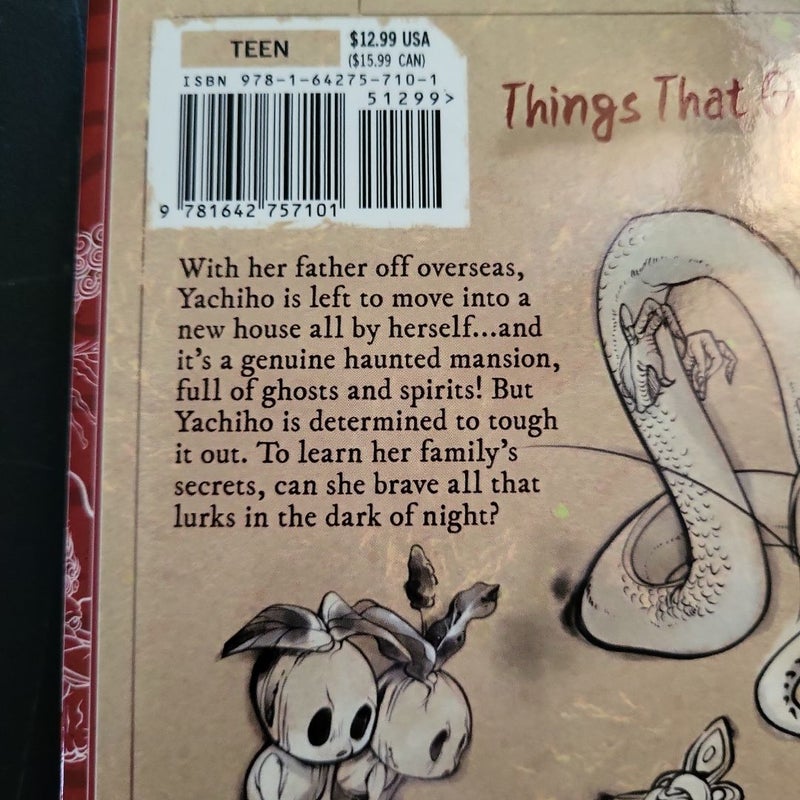 TEEN
$12.99 USA
($15.99 CAN)
ISBN 978-1-64275-710-1
51299>
9 781642 757101
Things That
With her father off overseas,
Yachiho is left to move into a
new house all by herself...and
it's a genuine haunted mansion,
full of ghosts and spirits! But
Yachiho is determined to tough
it out. To learn her family's
secrets, can she brave all that
lurks in the dark of night?